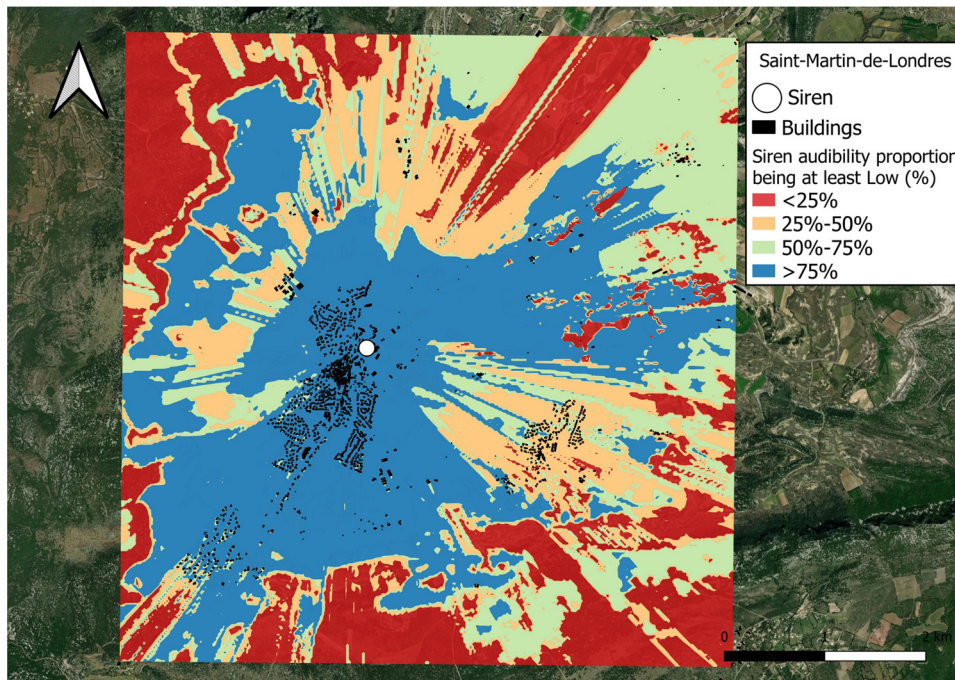 Saint-Martin-de-Londres
Siren
Buildings
Siren audibility proportion
being at least Low (%)
<25%
25%-50%
50%-75%
>75%
0 1 2 km